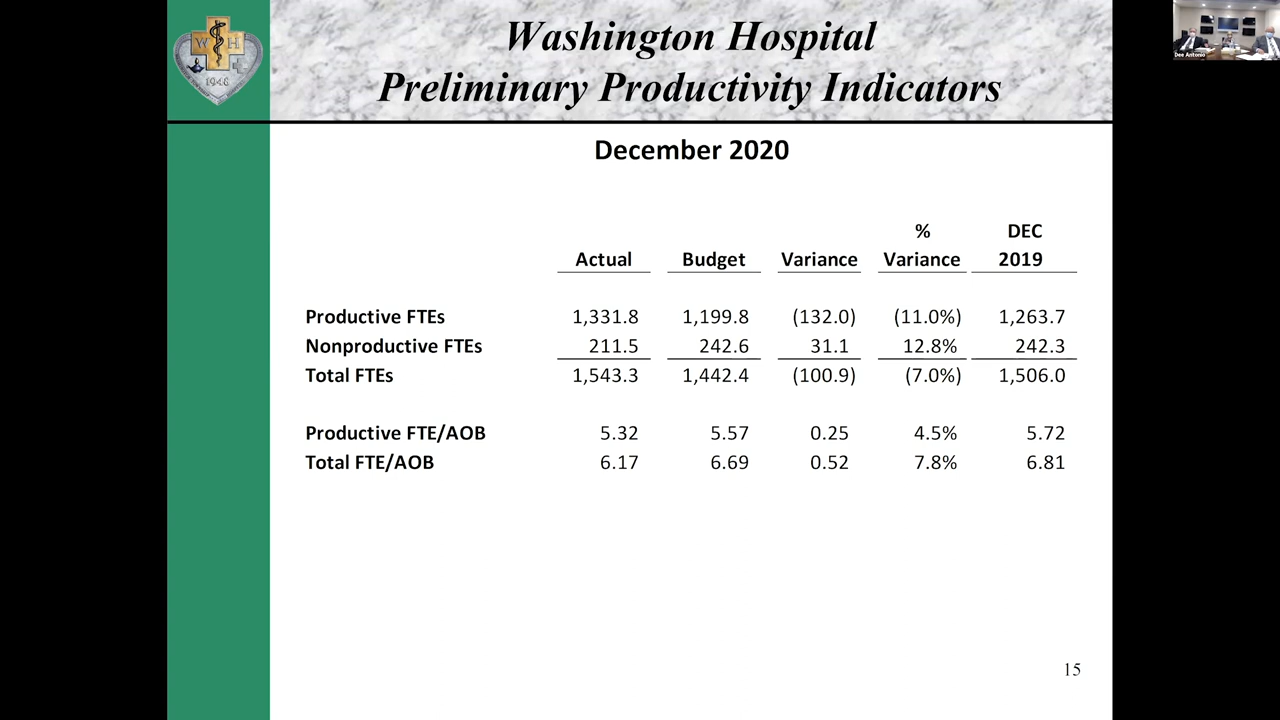 W H
1948
Washington Hospital
Preliminary Productivity Indicators
Dee Antonio
December 2020
% DEC
Actual Budget Variance Variance 2019
Productive FTEs 1,331.8 1,199.8 (132.0) (11.0%) 1,263.7
Nonproductive FTEs 211.5 242.6 31.1 12.8% 242.3
Total FTEs 1,543.3 1,442.4 (100.9) (7.0%) 1,506.0
Productive FTE/AOB 5.32 5.57 0.25 4.5% 5.72
Total FTE/AOB 6.17 6.69 0.52 7.8% 6.81
15